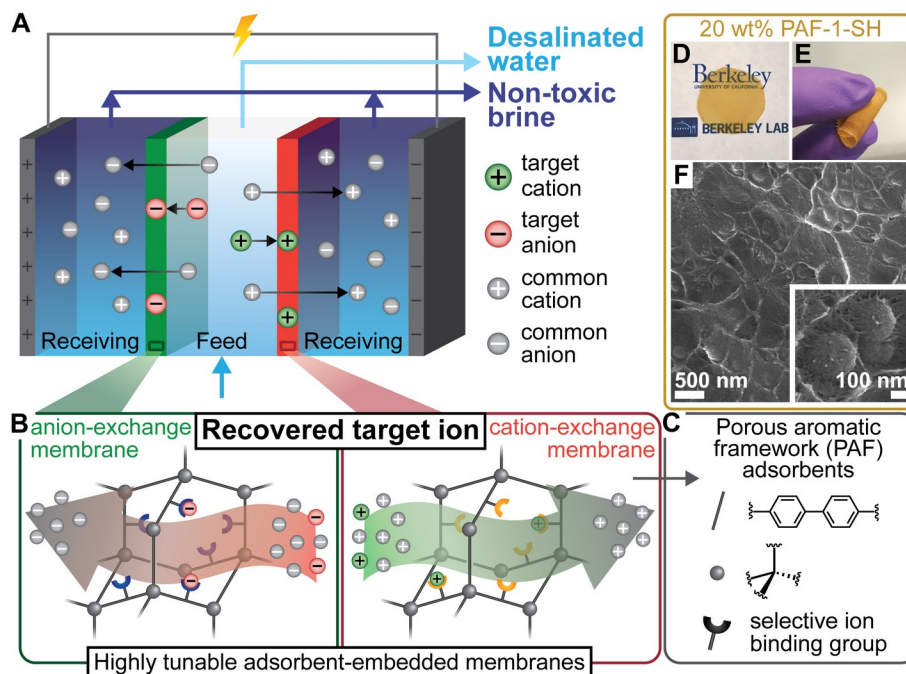 A
Desalinated
water
Non-toxic
brine
target
cation
target
anion
common
cation
common
anion
Receiving
Feed
Receiving
20 wt% PAF-1-SH
D
Berkeley
UNIVERSITY OF CALIFORNIA
BERKELEY LAB
E
F
500 nm
100 nm
B
anion-exchange
membrane
Recovered target ion
cation-exchange
membrane
Highly tunable adsorbent-embedded membranes
C
Porous aromatic
framework (PAF)
adsorbents
selective ion
binding group